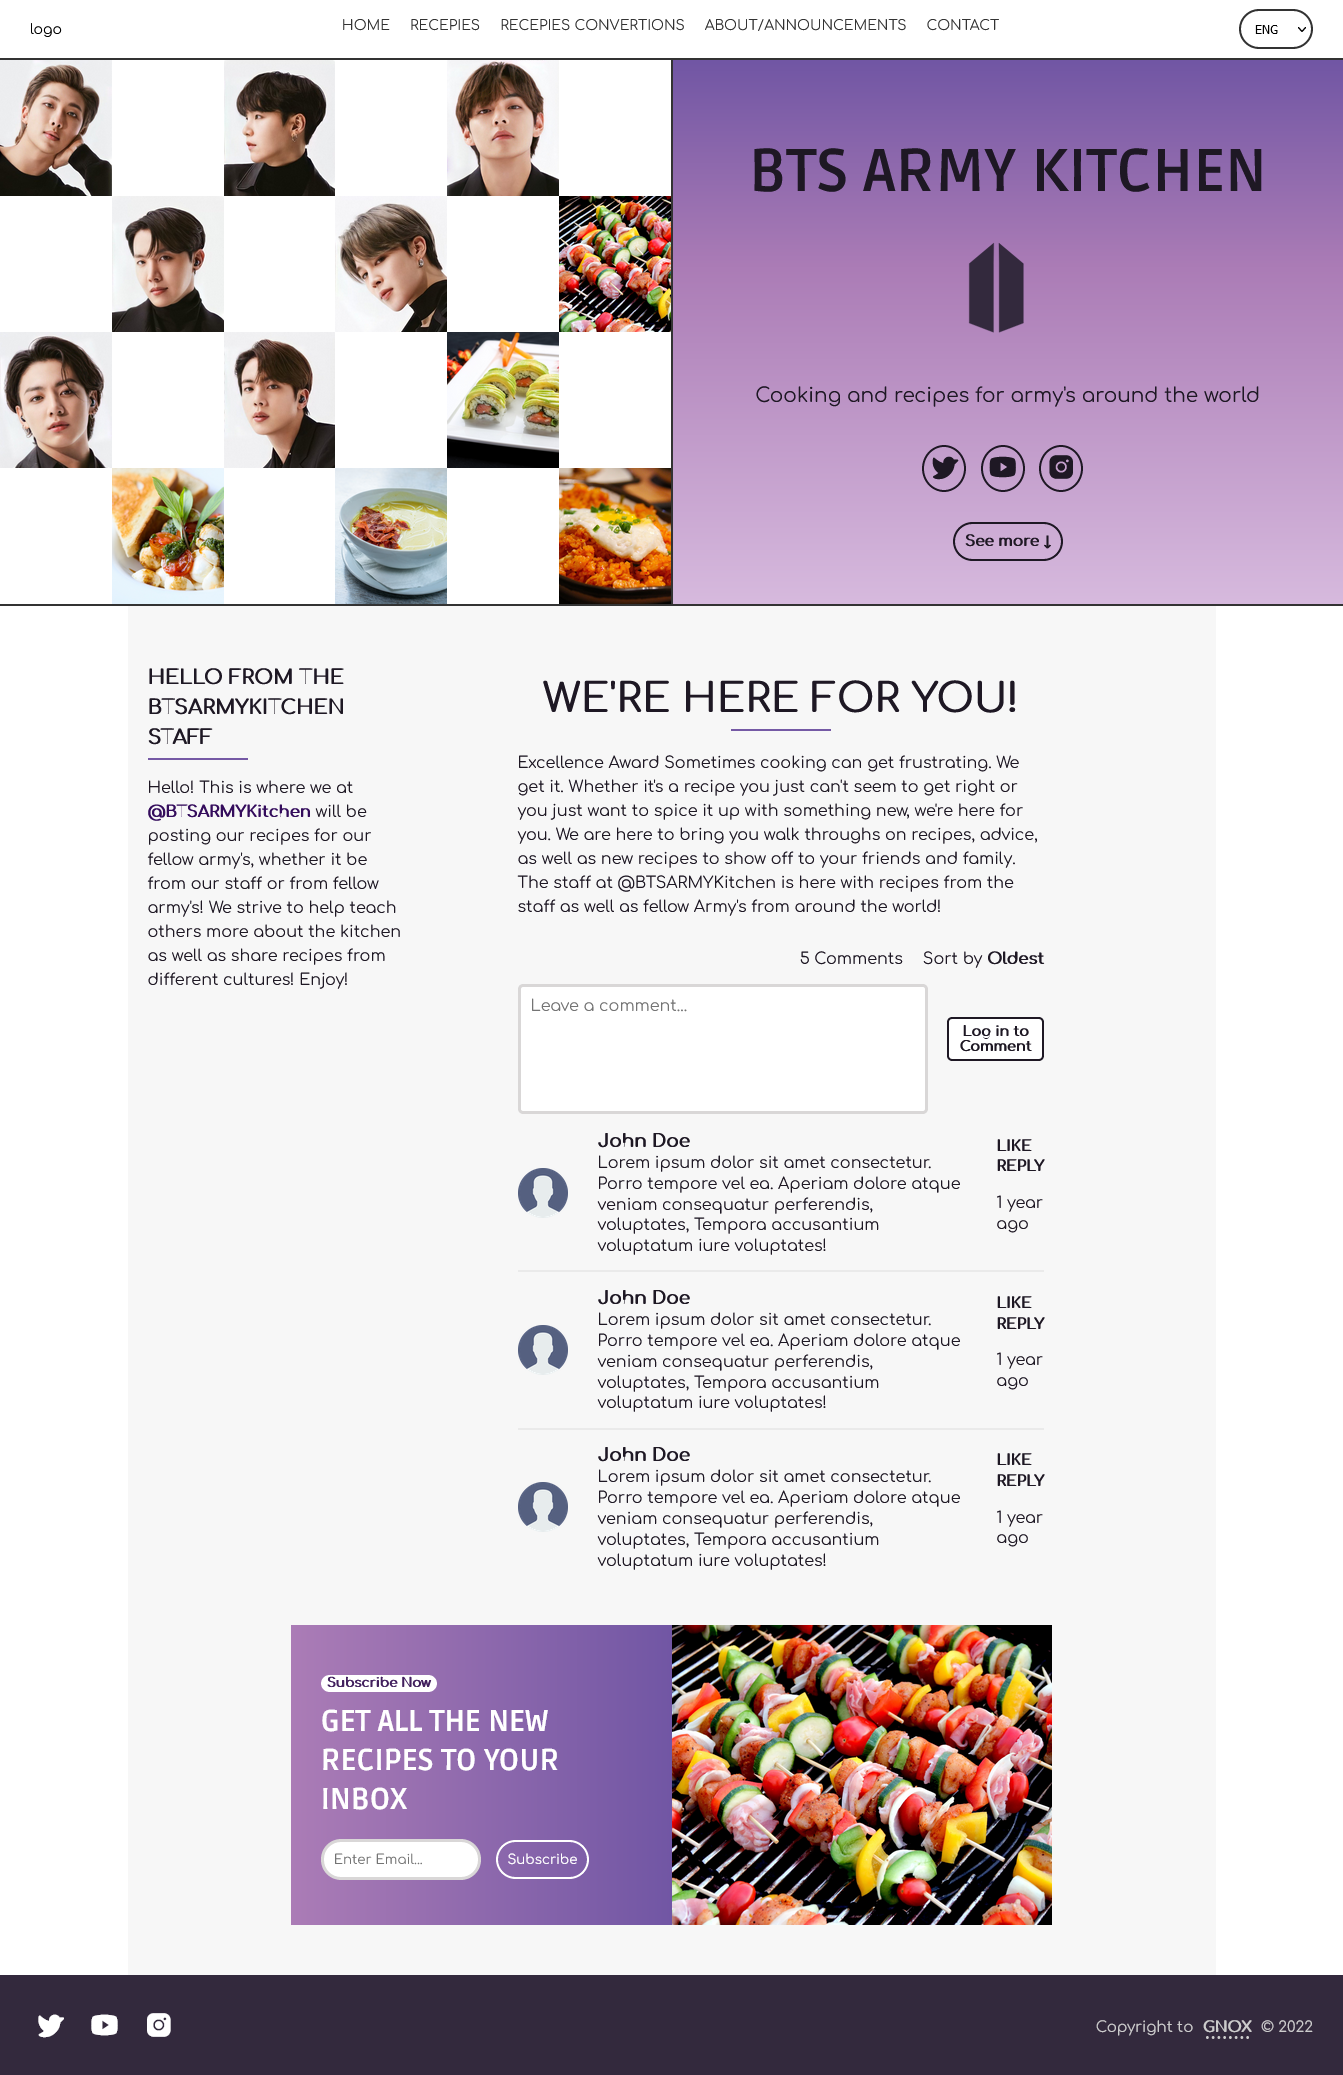 logo
HOME RECEPIES RECEPIES CONVERTIONS ABOUT/ANNOUNCEMENTS CONTACT
ENG
BTS ARMY KITCHEN
Cooking and recipes for army's around the world
See more ↓
HELLO FROM THE
BTSARMYKITCHEN
STAFF
Hello! This is where we at
@BTSARMYKitchen will be
posting our recipes for our
fellow army's, whether it be
from our staff or from fellow
army's! We strive to help teach
others more about the kitchen
as well as share recipes from
different cultures! Enjoy!
WE'RE HERE FOR YOU!
Excellence Award Sometimes cooking can get frustrating. We
get it. Whether it's a recipe you just can't seem to get right or
you just want to spice it up with something new, we're here for
you. We are here to bring you walk throughs on recipes, advice,
as well as new recipes to show off to your friends and family.
The staff at @BTSARMYKitchen is here with recipes from the
staff as well as fellow Army's from around the world!
5 Comments Sort by Oldest
Leave a comment...
Log in to
Comment
John Doe
Lorem ipsum dolor sit amet consectetur.
Porro tempore vel ea. Aperiam dolore atque
veniam consequatur perferendis,
voluptates, Tempora accusantium
voluptatum iure voluptates!
LIKE
REPLY
1 year
ago
John Doe
Lorem ipsum dolor sit amet consectetur.
Porro tempore vel ea. Aperiam dolore atque
veniam consequatur perferendis,
voluptates, Tempora accusantium
voluptatum iure voluptates!
LIKE
REPLY
1 year
ago
John Doe
Lorem ipsum dolor sit amet consectetur.
Porro tempore vel ea. Aperiam dolore atque
veniam consequatur perferendis,
voluptates, Tempora accusantium
voluptatum iure voluptates!
LIKE
REPLY
1 year
ago
Subscribe Now
GET ALL THE NEW
RECIPES TO YOUR
INBOX
Enter Email...
Subscribe
Copyright to GNOX © 2022